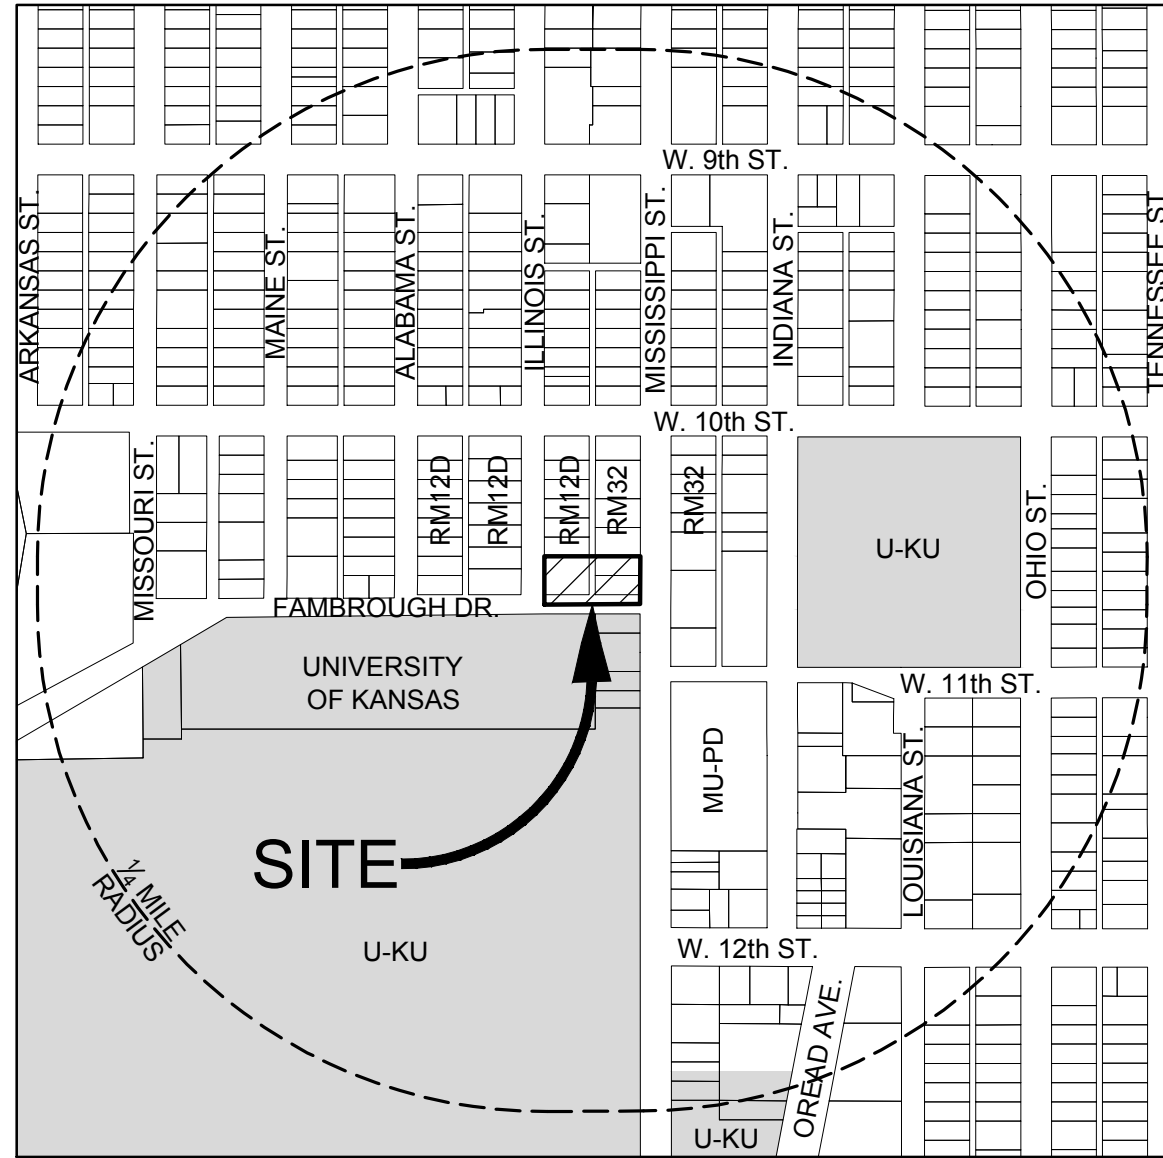 W. 9th ST.
ARKANSAS ST.
MAINE ST.
ALABAMA ST.
ILLINOIS ST.
MISSISSIPPI ST.
INDIANA ST.
TENNESSEE ST.
W. 10th ST.
MISSOURI ST.
RM12D
RM12D
RM12D
RM32
RM32
U-KU
OHIO ST.
FAMBROUGH DR.
UNIVERSITY
OF KANSAS
W. 11th ST.
MU-PD
LOUISIANA ST.
SITE
1/4 MILE
RADIUS
U-KU
W. 12th ST.
OREAD AVE.
U-KU